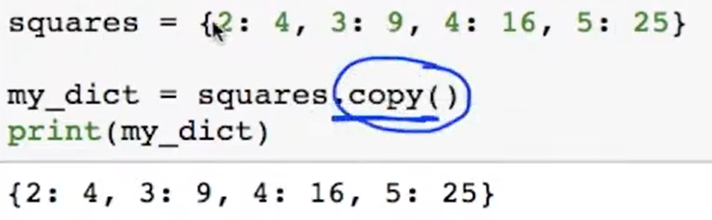 squares = {2: 4, 3: 9, 4: 16, 5: 25}
my_dict = squares.copy()
print(my_dict)
{2: 4, 3: 9, 4: 16, 5: 25}